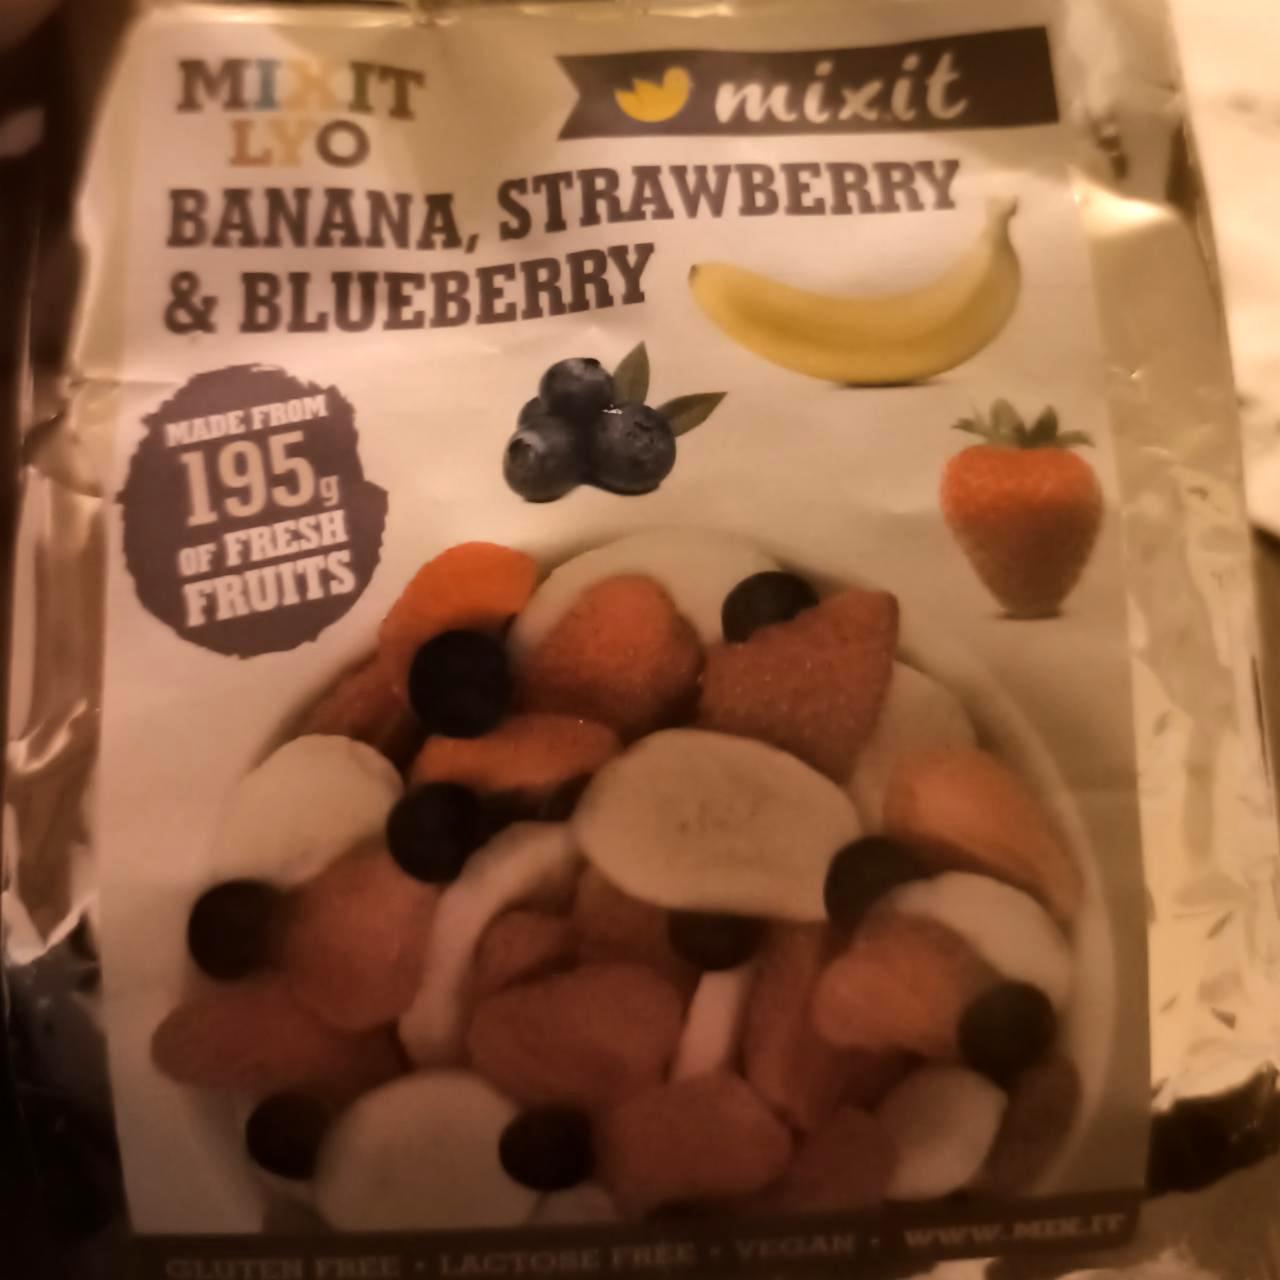 MIXIT
LYO
mixit
BANANA, STRAWBERRY
& BLUEBERRY
MADE FROM
195g
OF FRESH
FRUITS
GLUTEN FREE • LACTOSE FREE • VEGAN • WWW.MIX.IT